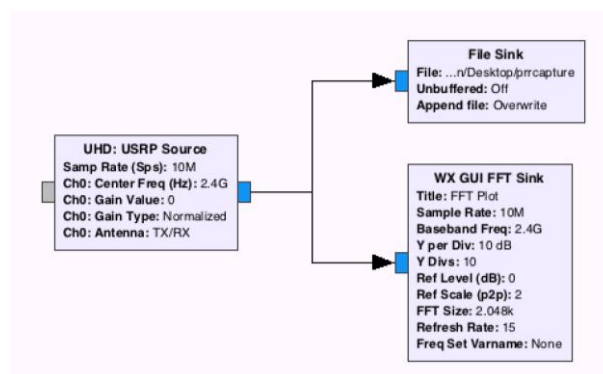 File Sink
File: ...n/Desktop/prrcapture
Unbuffered: Off
Append file: Overwrite
UHD: USRP Source
Samp Rate (Sps): 10M
Ch0: Center Freq (Hz): 2.4G
Ch0: Gain Value: 0
Ch0: Gain Type: Normalized
Ch0: Antenna: TX/RX
WX GUI FFT Sink
Title: FFT Plot
Sample Rate: 10M
Baseband Freq: 2.4G
Y per Div: 10 dB
Y Divs: 10
Ref Level (dB): 0
Ref Scale (p2p): 2
FFT Size: 2.048k
Refresh Rate: 15
Freq Set Varname: None